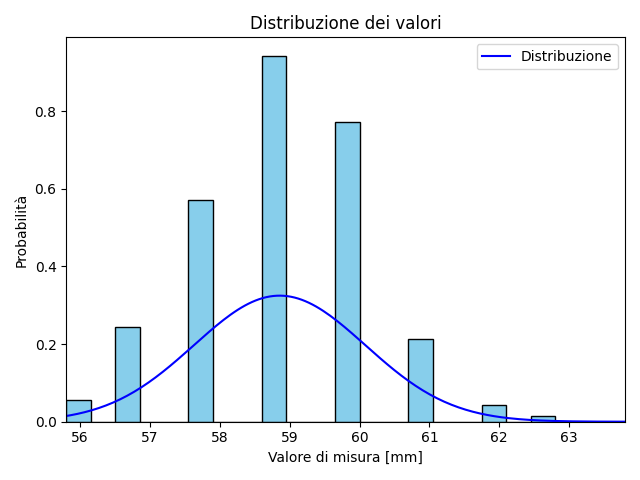 Distribuzione dei valori
Distribuzione
Probabilità
0.8
0.6
0.4
0.2
0.0
56 57 58 59 60 61 62 63
Valore di misura [mm]